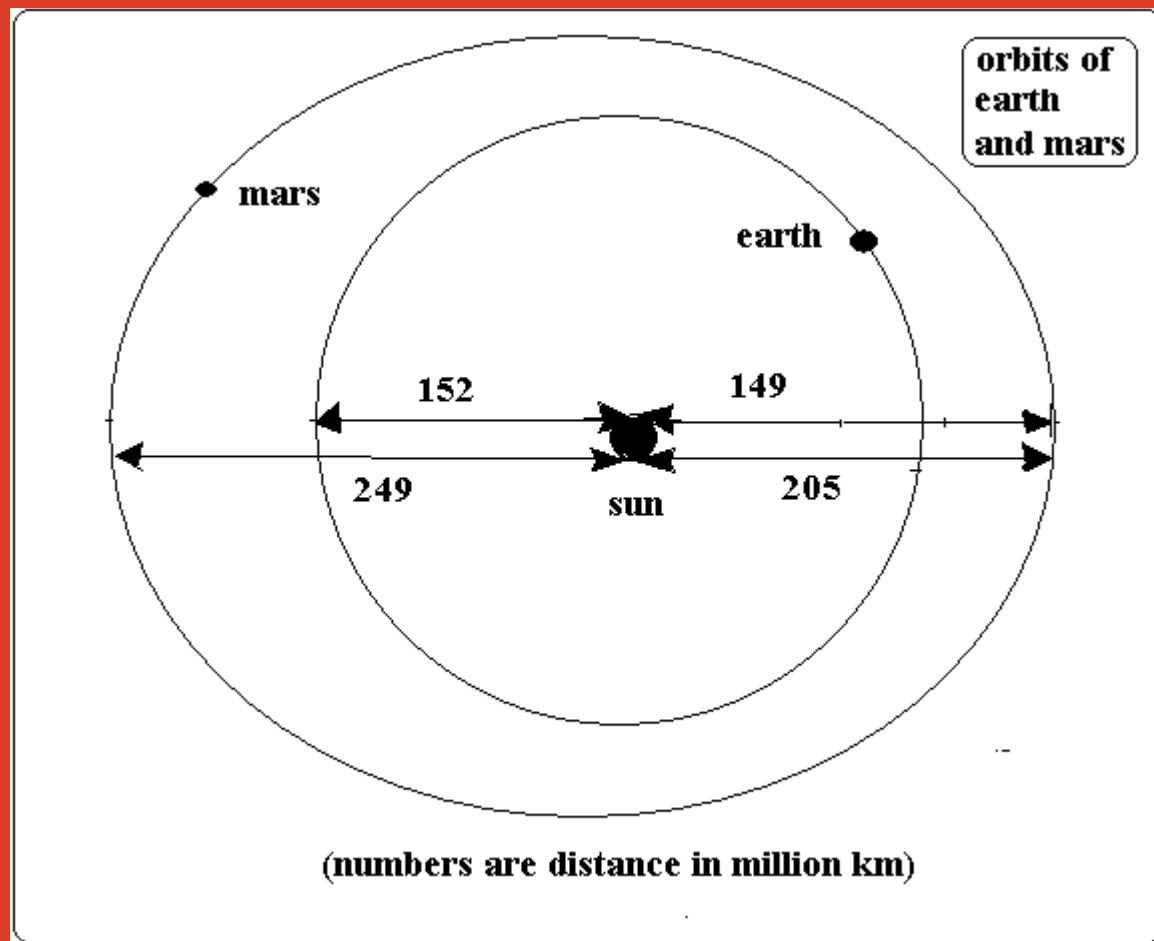 orbits of
earth
and mars
mars
earth
152
149
249
205
sun
(numbers are distance in million km)